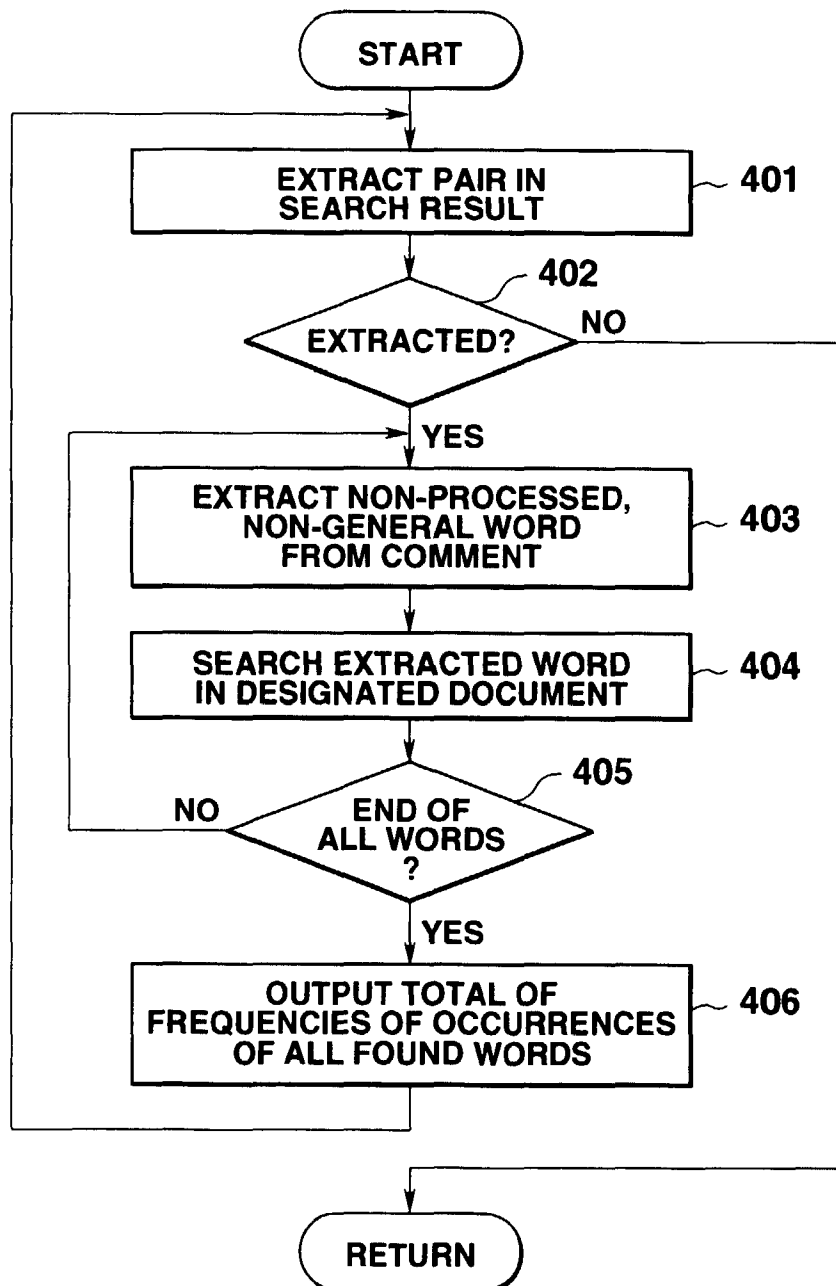 START
EXTRACT PAIR IN
SEARCH RESULT
401
402
EXTRACTED?
NO
YES
EXTRACT NON-PROCESSED,
NON-GENERAL WORD
FROM COMMENT
403
SEARCH EXTRACTED WORD
IN DESIGNATED DOCUMENT
404
405
NO
END OF
ALL WORDS
?
YES
OUTPUT TOTAL OF
FREQUENCIES OF OCCURRENCES
OF ALL FOUND WORDS
406
RETURN